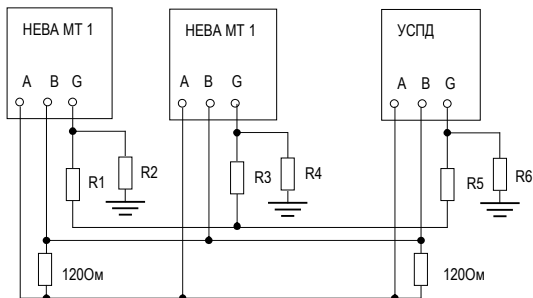 НЕВА МТ 1
НЕВА МТ 1
УСПД
A B G
A B G
A B G
R1
R2
R3
R4
R5
R6
120Ом
120Ом